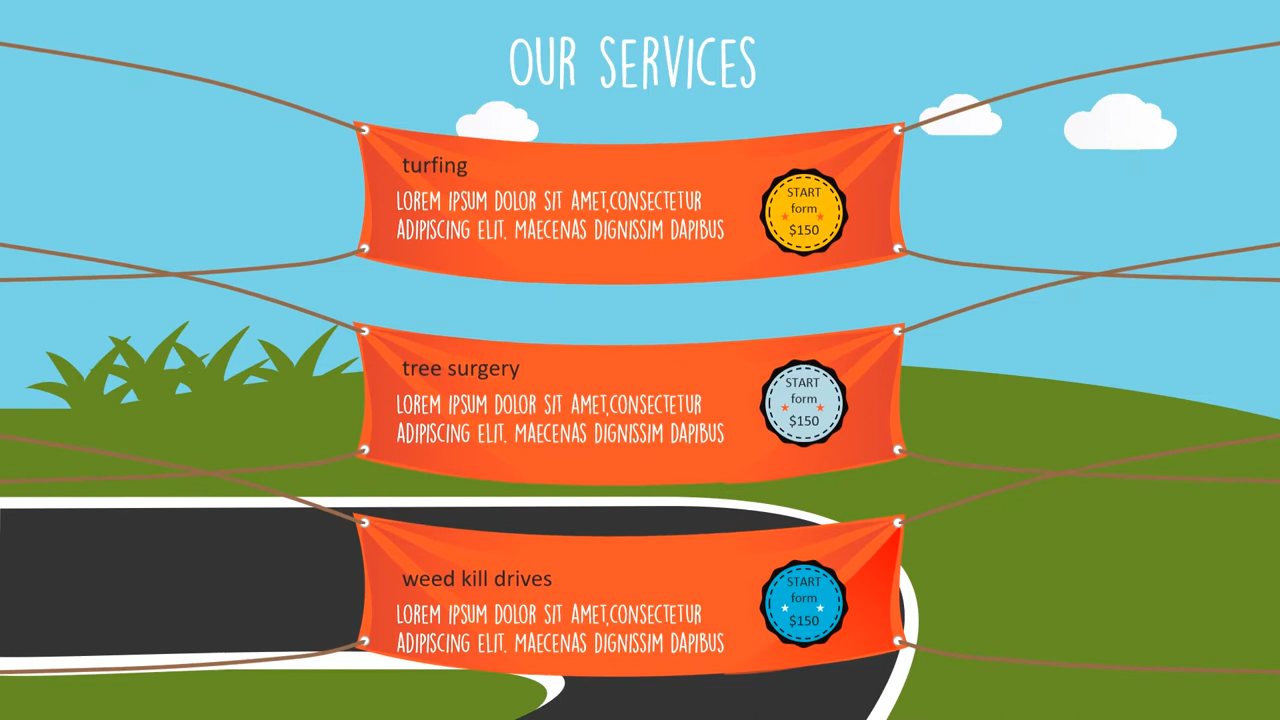 OUR SERVICES
turfing
LOREM IPSUM DOLOR SIT AMET,CONSECTETUR
ADIPISCING ELIT. MAECENAS DIGNISSIM DAPIBUS
START
form
$150
tree surgery
LOREM IPSUM DOLOR SIT AMET,CONSECTETUR
ADIPISCING ELIT. MAECENAS DIGNISSIM DAPIBUS
START
form
$150
weed kill drives
LOREM IPSUM DOLOR SIT AMET,CONSECTETUR
ADIPISCING ELIT. MAECENAS DIGNISSIM DAPIBUS
START
form
$150